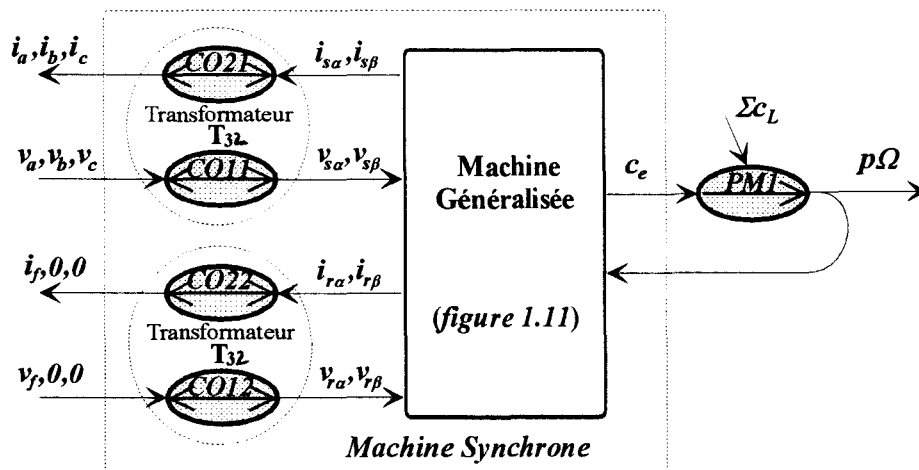 i_a,i_b,i_c
CO21
i_sα,i_sβ
Transformateur
T32
v_a,v_b,v_c
CO11
v_sα,v_sβ
i_f,0,0
CO22
i_rα,i_rβ
Transformateur
T32
v_f,0,0
CO12
v_rα,v_rβ
Machine
Généralisée
(figure 1.11)
c_e
Σc_L
PM1
pΩ
Machine Synchrone